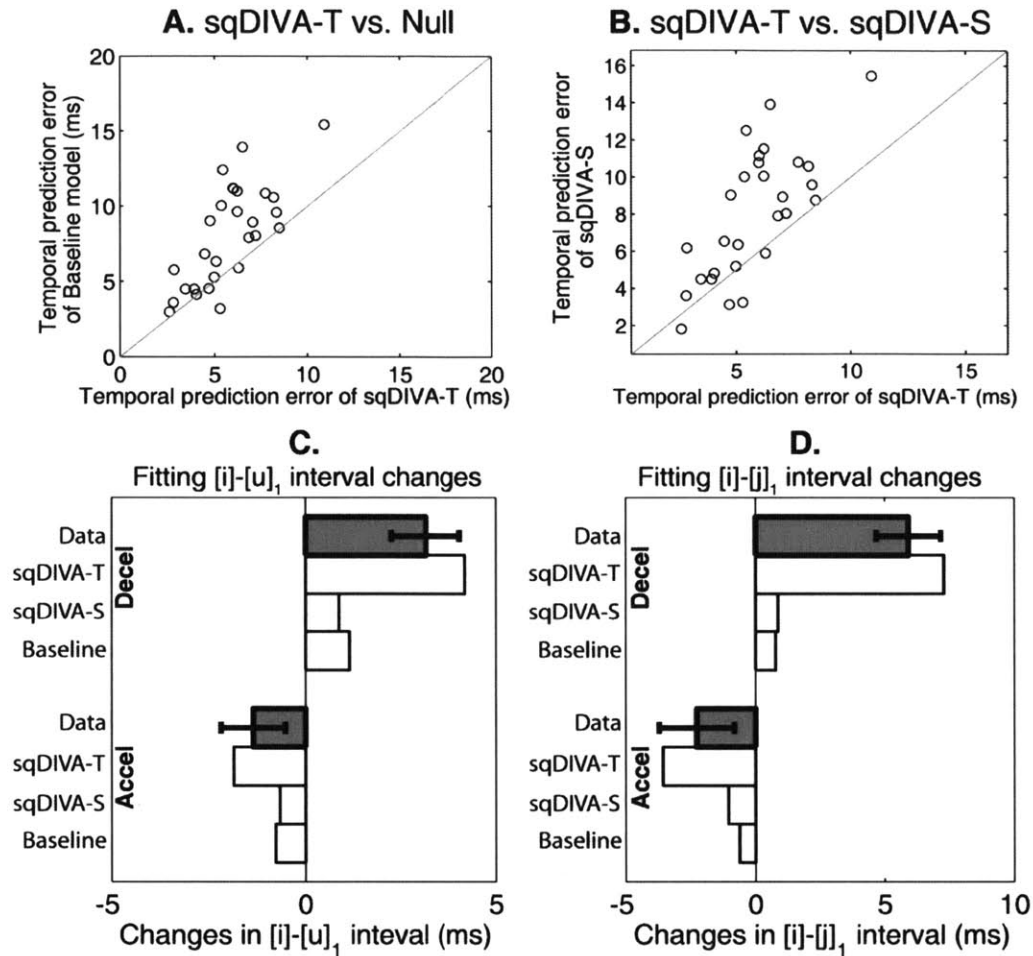 A. sqDIVA-T vs. Null
Temporal prediction error
of Baseline model (ms)
20
15
10
5
0
0
5
10
15
20
Temporal prediction error of sqDIVA-T (ms)
B. sqDIVA-T vs. sqDIVA-S
Temporal prediction error
of sqDIVA-S
16
14
12
10
8
6
4
2
5
10
15
Temporal prediction error of sqDIVA-T (ms)
C.
Fitting [i]-[u]1 interval changes
Decel
Data
sqDIVA-T
sqDIVA-S
Baseline
Accel
Data
sqDIVA-T
sqDIVA-S
Baseline
-5
0
5
Changes in [i]-[u]1 inteval (ms)
D.
Fitting [i]-[j]1 interval changes
Decel
Data
sqDIVA-T
sqDIVA-S
Baseline
Accel
Data
sqDIVA-T
sqDIVA-S
Baseline
-5
0
5
10
Changes in [i]-[j]1 interval (ms)